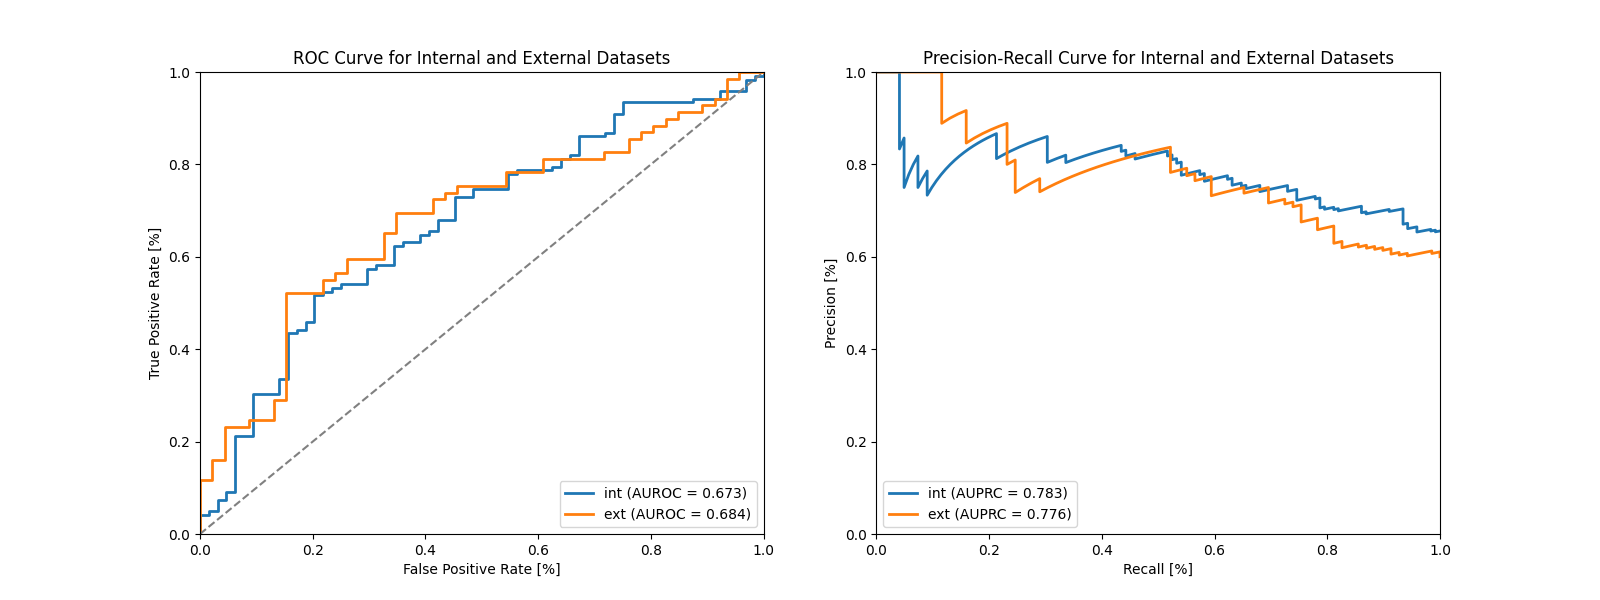 ROC Curve for Internal and External Datasets
1.0
0.8
0.6
0.4
0.2
0.0
True Positive Rate [%]
int (AUROC = 0.673)
ext (AUROC = 0.684)
0.0 0.2 0.4 0.6 0.8 1.0
False Positive Rate [%]
Precision-Recall Curve for Internal and External Datasets
1.0
0.8
0.6
0.4
0.2
0.0
Precision [%]
int (AUPRC = 0.783)
ext (AUPRC = 0.776)
0.0 0.2 0.4 0.6 0.8 1.0
Recall [%]